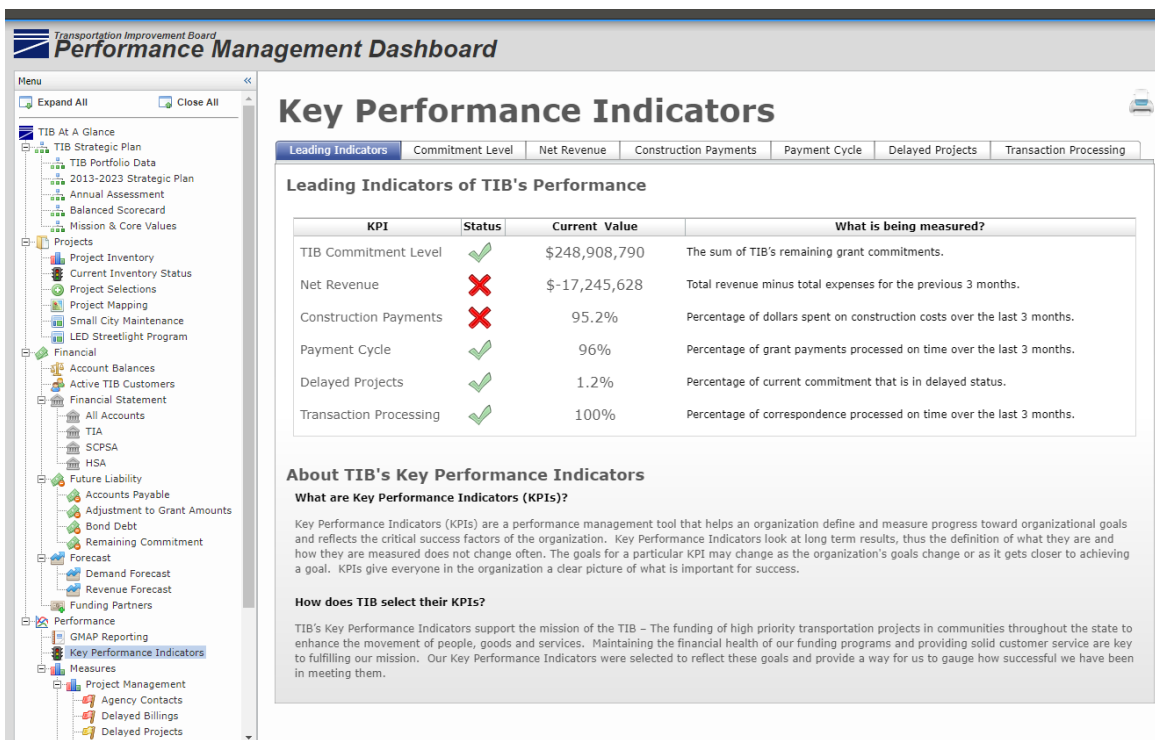 Transportation Improvement Board
Performance Management Dashboard
Menu «
Expand All Close All
TIB At A Glance
TIB Strategic Plan
TIB Portfolio Data
2013-2023 Strategic Plan
Annual Assessment
Balanced Scorecard
Mission & Core Values
Projects
Project Inventory
Current Inventory Status
Project Selections
Project Mapping
Small City Maintenance
LED Streetlight Program
Financial
Account Balances
Active TIB Customers
Financial Statement
All Accounts
TIA
SCPSA
HSA
Future Liability
Accounts Payable
Adjustment to Grant Amounts
Bond Debt
Remaining Commitment
Forecast
Demand Forecast
Revenue Forecast
Funding Partners
Performance
GMAP Reporting
Key Performance Indicators
Measures
Project Management
Agency Contacts
Delayed Billings
Delayed Projects
Key Performance Indicators
Leading Indicators Commitment Level Net Revenue Construction Payments Payment Cycle Delayed Projects Transaction Processing
Leading Indicators of TIB's Performance
KPI Status Current Value What is being measured?
TIB Commitment Level $248,908,790 The sum of TIB's remaining grant commitments.
Net Revenue $-17,245,628 Total revenue minus total expenses for the previous 3 months.
Construction Payments 95.2% Percentage of dollars spent on construction costs over the last 3 months.
Payment Cycle 96% Percentage of grant payments processed on time over the last 3 months.
Delayed Projects 1.2% Percentage of current commitment that is in delayed status.
Transaction Processing 100% Percentage of correspondence processed on time over the last 3 months.
About TIB's Key Performance Indicators
What are Key Performance Indicators (KPIs)?
Key Performance Indicators (KPIs) are a performance management tool that helps an organization define and measure progress toward organizational goals
and reflects the critical success factors of the organization. Key Performance Indicators look at long term results, thus the definition of what they are and
how they are measured does not change often. The goals for a particular KPI may change as the organization's goals change or as it gets closer to achieving
a goal. KPIs give everyone in the organization a clear picture of what is important for success.
How does TIB select their KPIs?
TIB's Key Performance Indicators support the mission of the TIB – The funding of high priority transportation projects in communities throughout the state to
enhance the movement of people, goods and services. Maintaining the financial health of our funding programs and providing solid customer service are key
to fulfilling our mission. Our Key Performance Indicators were selected to reflect these goals and provide a way for us to gauge how successful we have been
in meeting them.